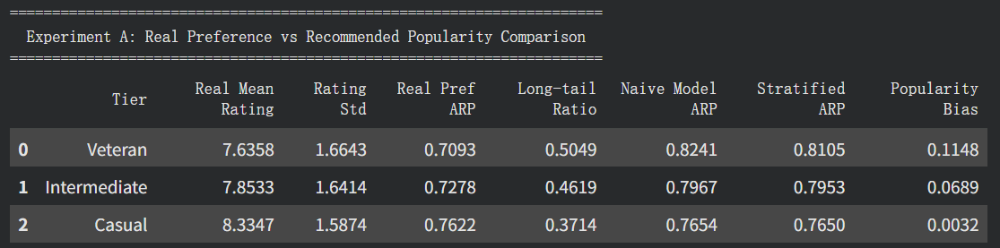 ======================================================================
Experiment A: Real Preference vs Recommended Popularity Comparison
======================================================================
Tier Real Mean Rating Rating Std Real Pref ARP Long-tail Ratio Naive Model ARP Stratified ARP Popularity Bias
0 Veteran 7.6358 1.6643 0.7093 0.5049 0.8241 0.8105 0.1148
1 Intermediate 7.8533 1.6414 0.7278 0.4619 0.7967 0.7953 0.0689
2 Casual 8.3347 1.5874 0.7622 0.3714 0.7654 0.7650 0.0032